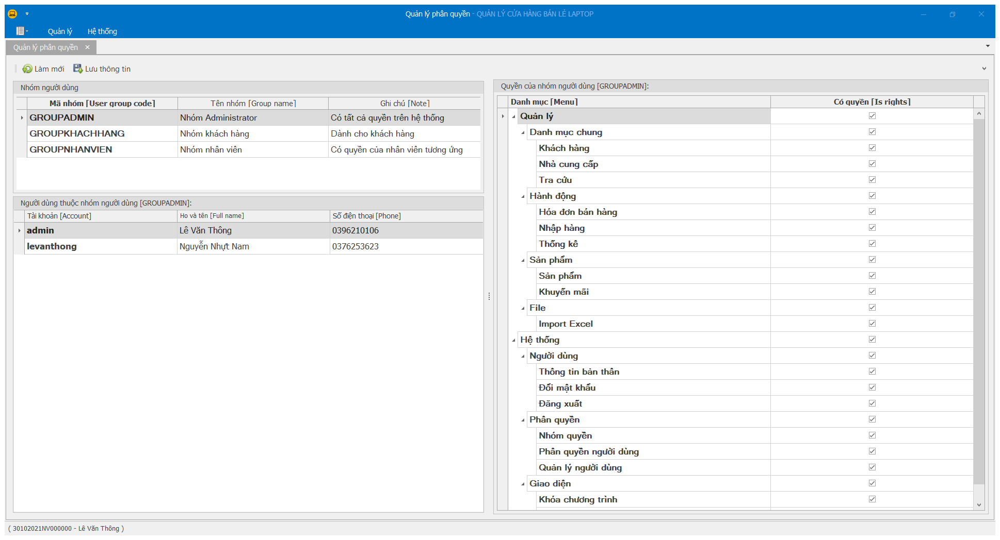 Quản lý phân quyền - QUẢN LÝ CỬA HÀNG BÁN LẺ LAPTOP
Quản lý Hệ thống
Quản lý phân quyền
Làm mới Lưu thông tin
Nhóm người dùng
Mã nhóm [User group code] Tên nhóm [Group name] Ghi chú [Note]
GROUPADMIN Nhóm Administrator Có tất cả quyền trên hệ thống
GROUPKHACHHANG Nhóm khách hàng Dành cho khách hàng
GROUPNHANVIEN Nhóm nhân viên Có quyền của nhân viên tương ứng
Người dùng thuộc nhóm người dùng [GROUPADMIN]:
Tài khoản [Account] Họ và tên [Full name] Số điện thoại [Phone]
admin Lê Văn Thông 0396210106
levanthong Nguyễn Nhựt Nam 0376253623
Quyền của nhóm người dùng [GROUPADMIN]:
Danh mục [Menu] Có quyền [Is rights]
Quản lý
Danh mục chung
Khách hàng
Nhà cung cấp
Tra cứu
Hành động
Hóa đơn bán hàng
Nhập hàng
Thống kê
Sản phẩm
Sản phẩm
Khuyến mãi
File
Import Excel
Hệ thống
Người dùng
Thông tin bản thân
Đổi mật khẩu
Đăng xuất
Phân quyền
Nhóm quyền
Phân quyền người dùng
Quản lý người dùng
Giao diện
Khóa chương trình
( 30102021NV000000 - Lê Văn Thông )